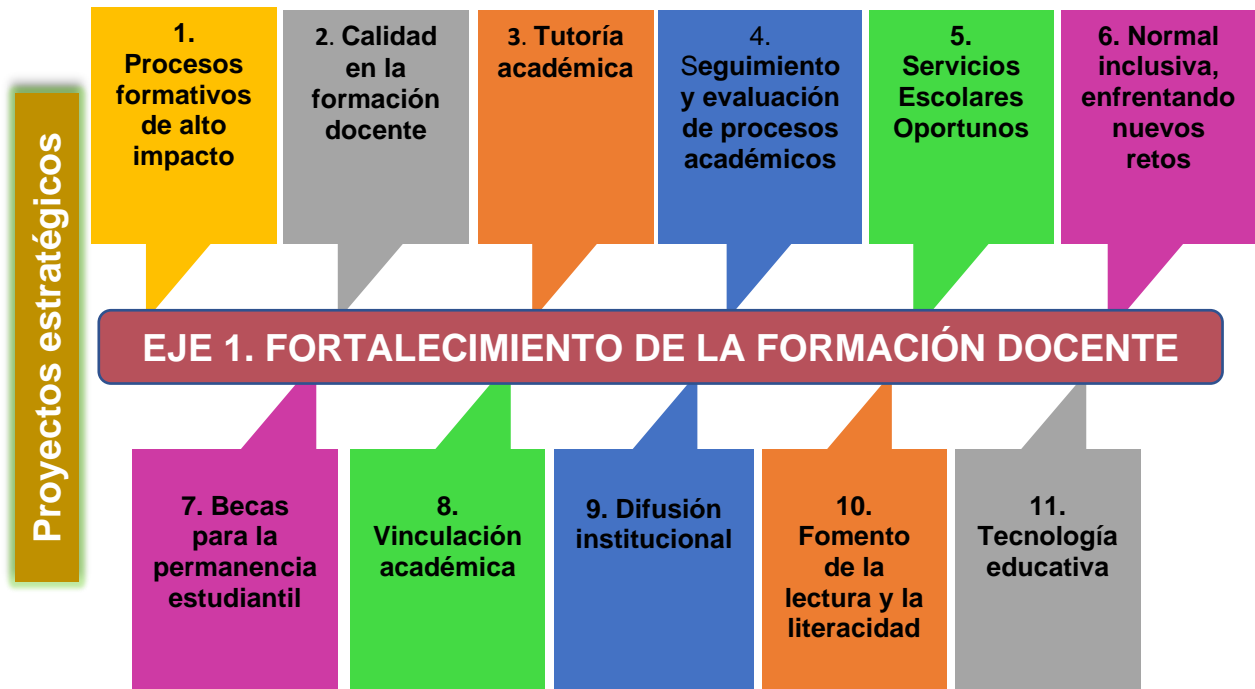 Proyectos estratégicos
1.
Procesos
formativos
de alto
impacto
2. Calidad
en la
formación
docente
3. Tutoría
académica
4.
Seguimiento
y evaluación
de procesos
académicos
5.
Servicios
Escolares
Oportunos
6. Normal
inclusiva,
enfrentando
nuevos
retos
EJE 1. FORTALECIMIENTO DE LA FORMACIÓN DOCENTE
7. Becas
para la
permanencia
estudiantil
8.
Vinculación
académica
9. Difusión
institucional
10.
Fomento
de la
lectura y la
literacidad
11.
Tecnología
educativa